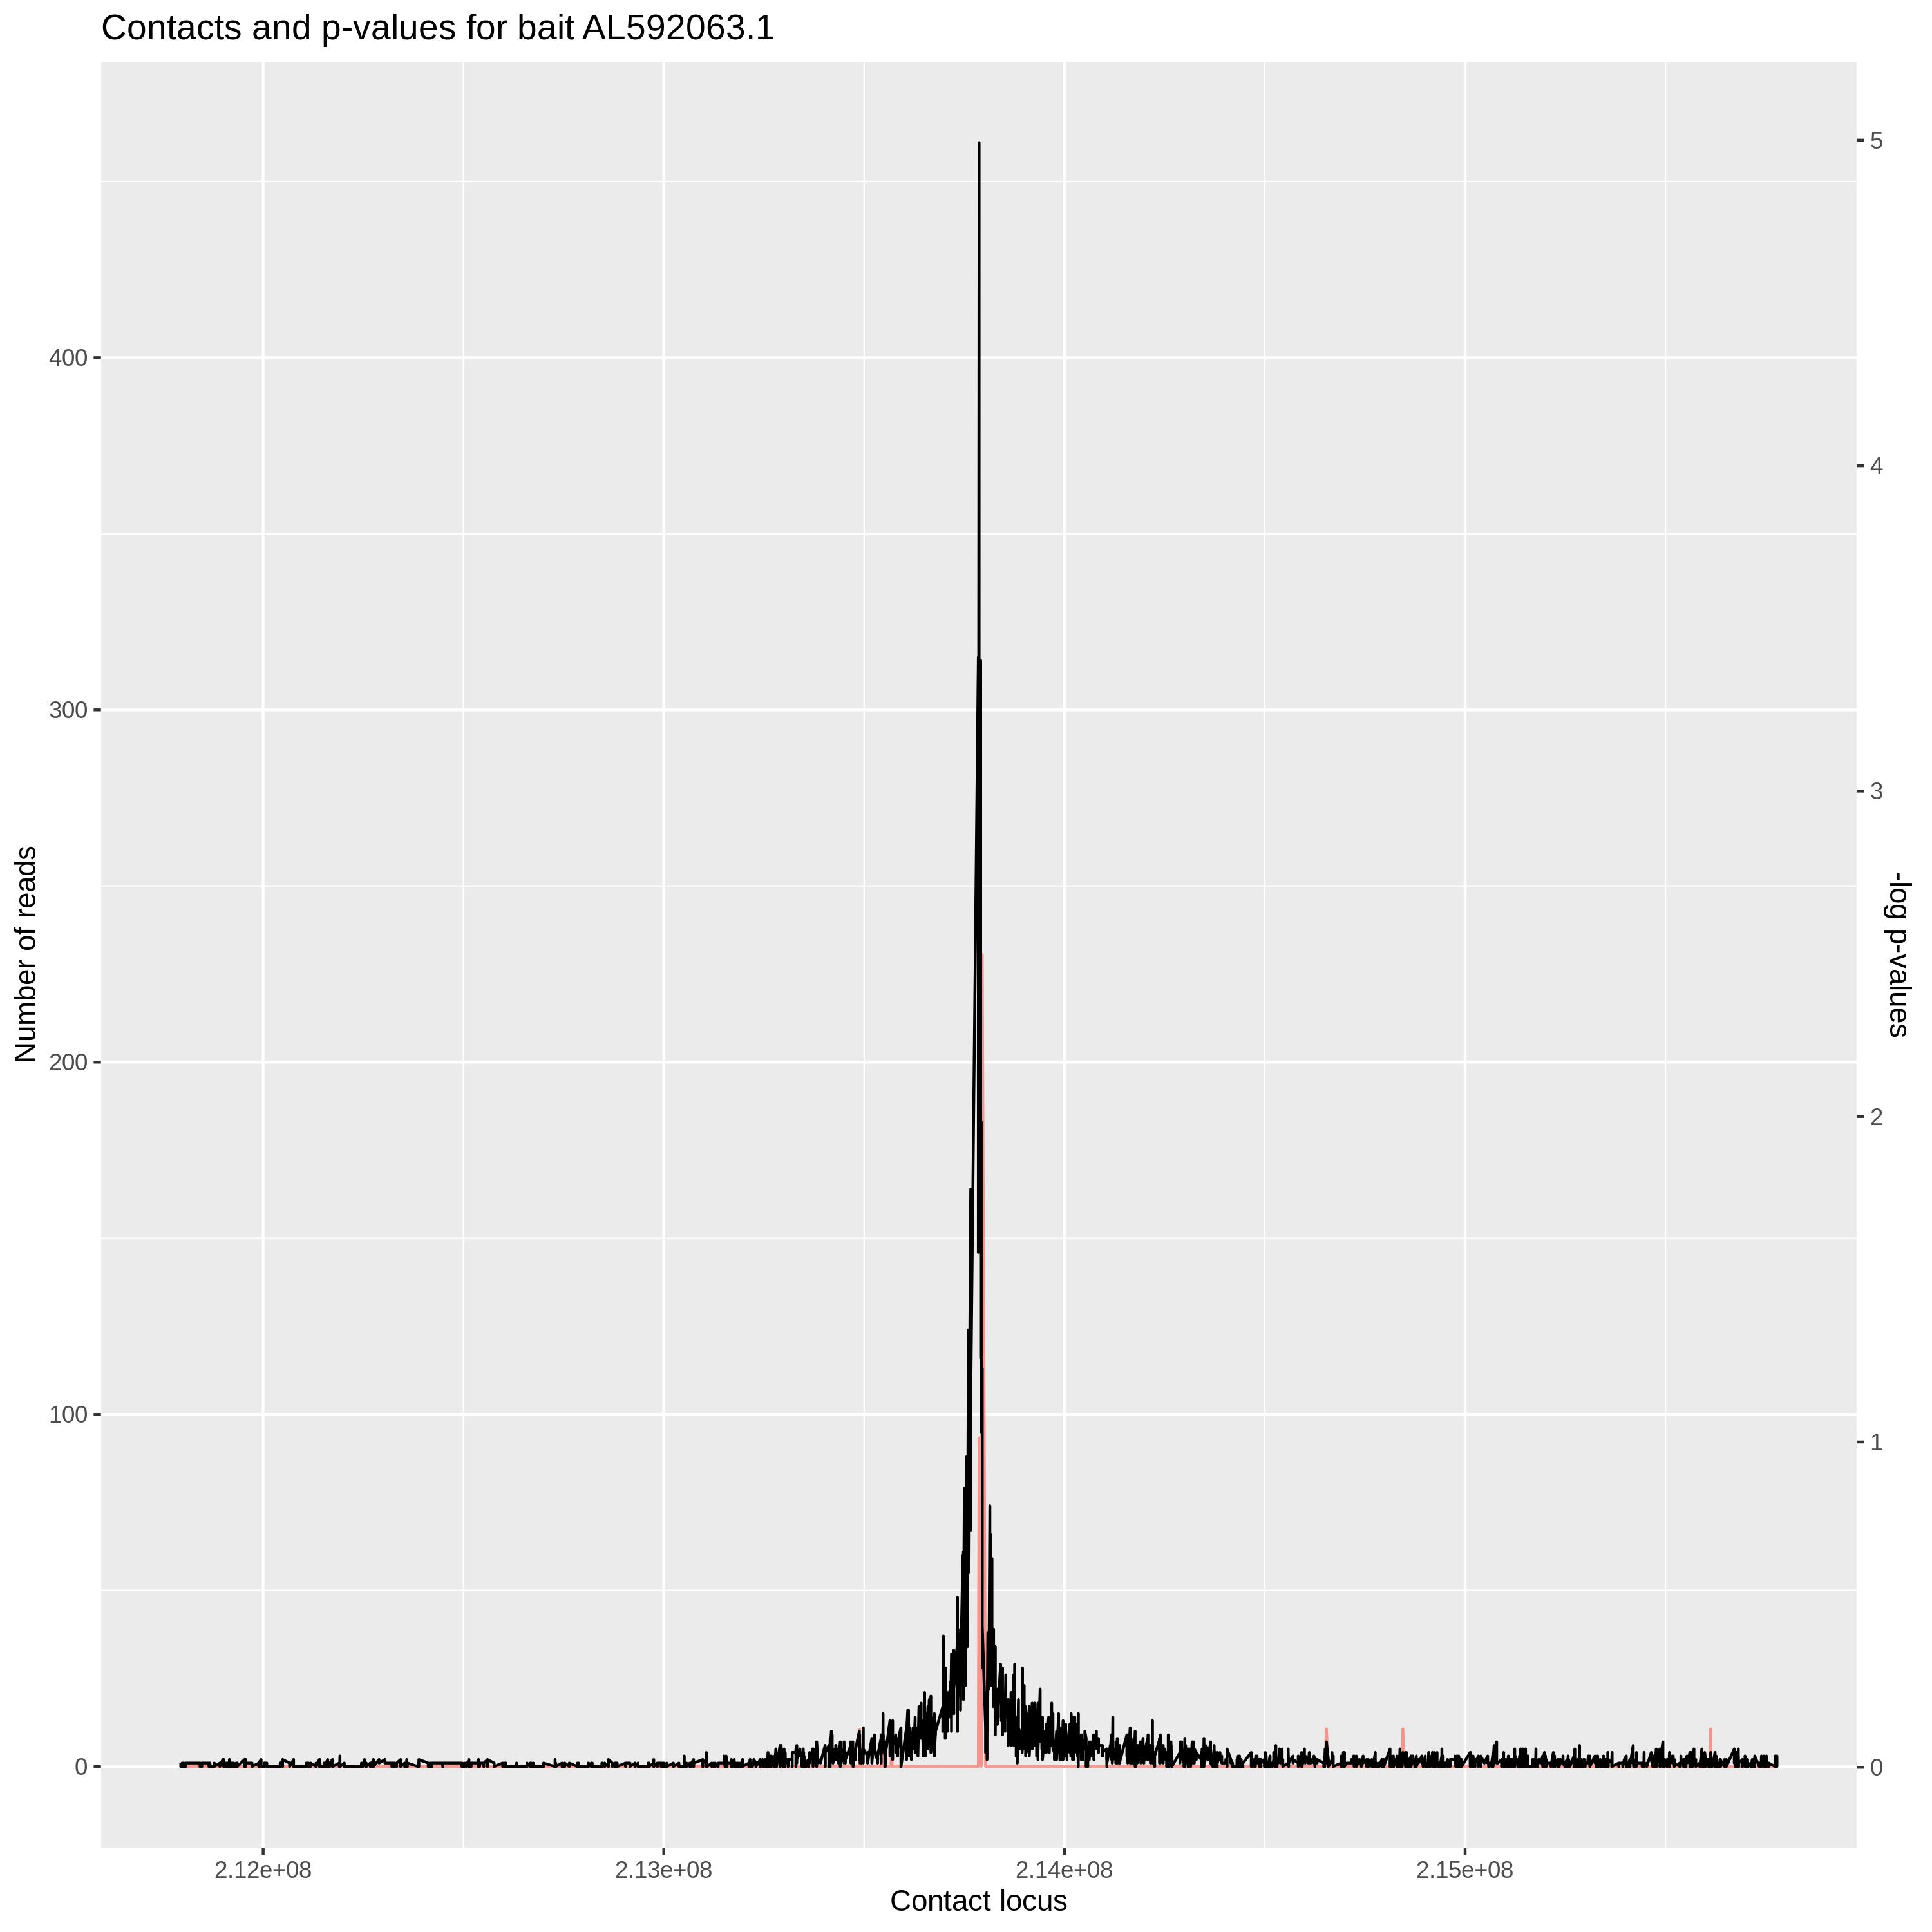 Contacts and p-values for bait AL592063.1
5
400
4
300
3
Number of reads
-log p-values
200
2
100
1
0
0
2.12e+08 2.13e+08 2.14e+08 2.15e+08
Contact locus